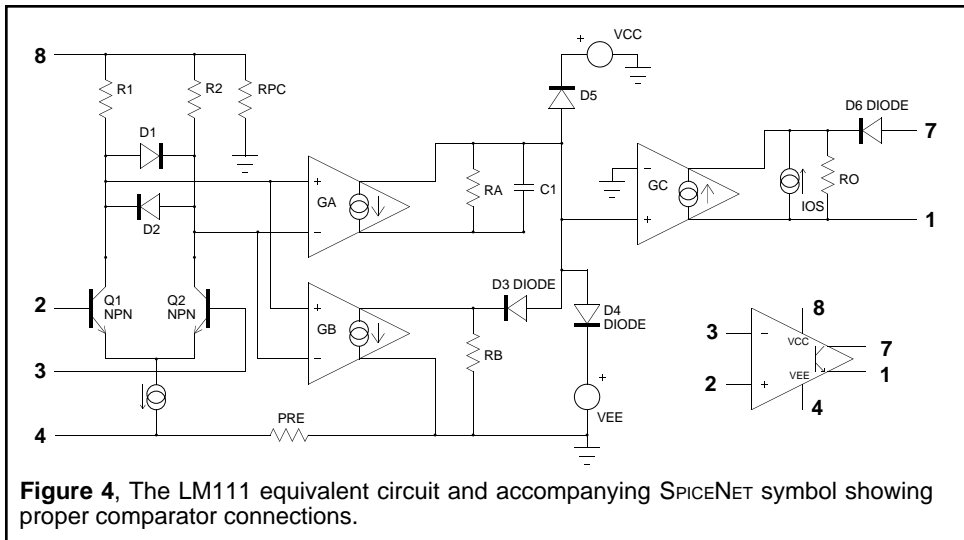 8
R1
R2
RPC
D1
D2
Q1
NPN
Q2
NPN
2
3
4
PRE
+
-
GA
RA
C1
+
-
GB
RB
D3 DIODE
D4
DIODE
D5
+
VCC
+
VEE
-
+
GC
IOS
RO
D6 DIODE
7
1
8
3
-
VCC
7
2
+
VEE
1
4
Figure 4, The LM111 equivalent circuit and accompanying SPICENET symbol showing
proper comparator connections.